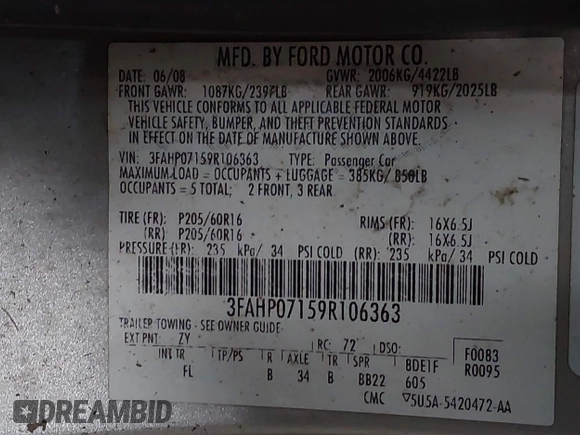 MFD. BY FORD MOTOR CO.
DATE: 06/08 GVWR: 2006KG/4422LB
FRONT GAWR: 1087KG/2397LB REAR GAWR: 919KG/2025LB
THIS VEHICLE CONFORMS TO ALL APPLICABLE FEDERAL MOTOR
VEHICLE SAFETY, BUMPER, AND THEFT PREVENTION STANDARDS
IN EFFECT ON THE DATE OF MANUFACTURE SHOWN ABOVE.
VIN: 3FAHP07159R106363 TYPE: Passenger Car
MAXIMUM LOAD = OCCUPANTS + LUGGAGE = 385KG/ 850LB
OCCUPANTS = 5 TOTAL; 2 FRONT, 3 REAR
TIRE (FR): P205/60R16 RIMS (FR): 16X6.5J
(RR): P205/60R16 (RR): 16X6.5J
PRESSURE (FR): 235 kPa/ 34 PSI COLD (RR): 235 kPa/ 34 PSI COLD
3FAHP07159R106363
TRAILER TOWING - SEE OWNER GUIDE
EXT PNT: ZY RC: 72 DSO: F0083
INT TR TP/PS R AXLE TR SPR BDE1F R0095
FL B 34 B BB22 605
CMC ▽5U5A-5420472-AA
DREAMBID